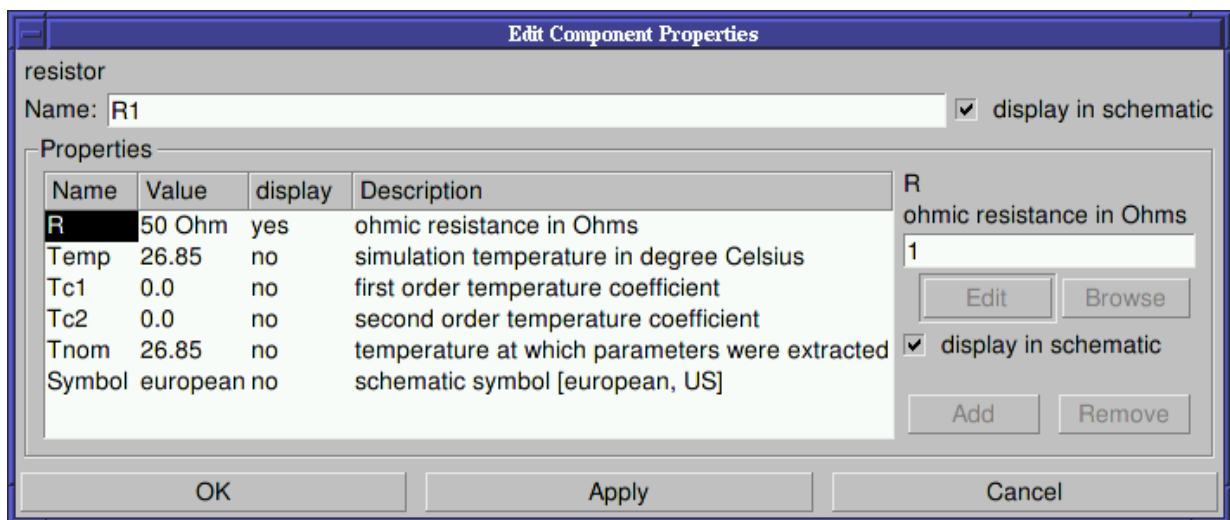 Edit Component Properties
resistor
Name: R1 display in schematic
Properties
Name Value display Description
R 50 Ohm yes ohmic resistance in Ohms
Temp 26.85 no simulation temperature in degree Celsius
Tc1 0.0 no first order temperature coefficient
Tc2 0.0 no second order temperature coefficient
Tnom 26.85 no temperature at which parameters were extracted
Symbol european no schematic symbol [european, US]
R
ohmic resistance in Ohms
1
Edit Browse
display in schematic
Add Remove
OK Apply Cancel